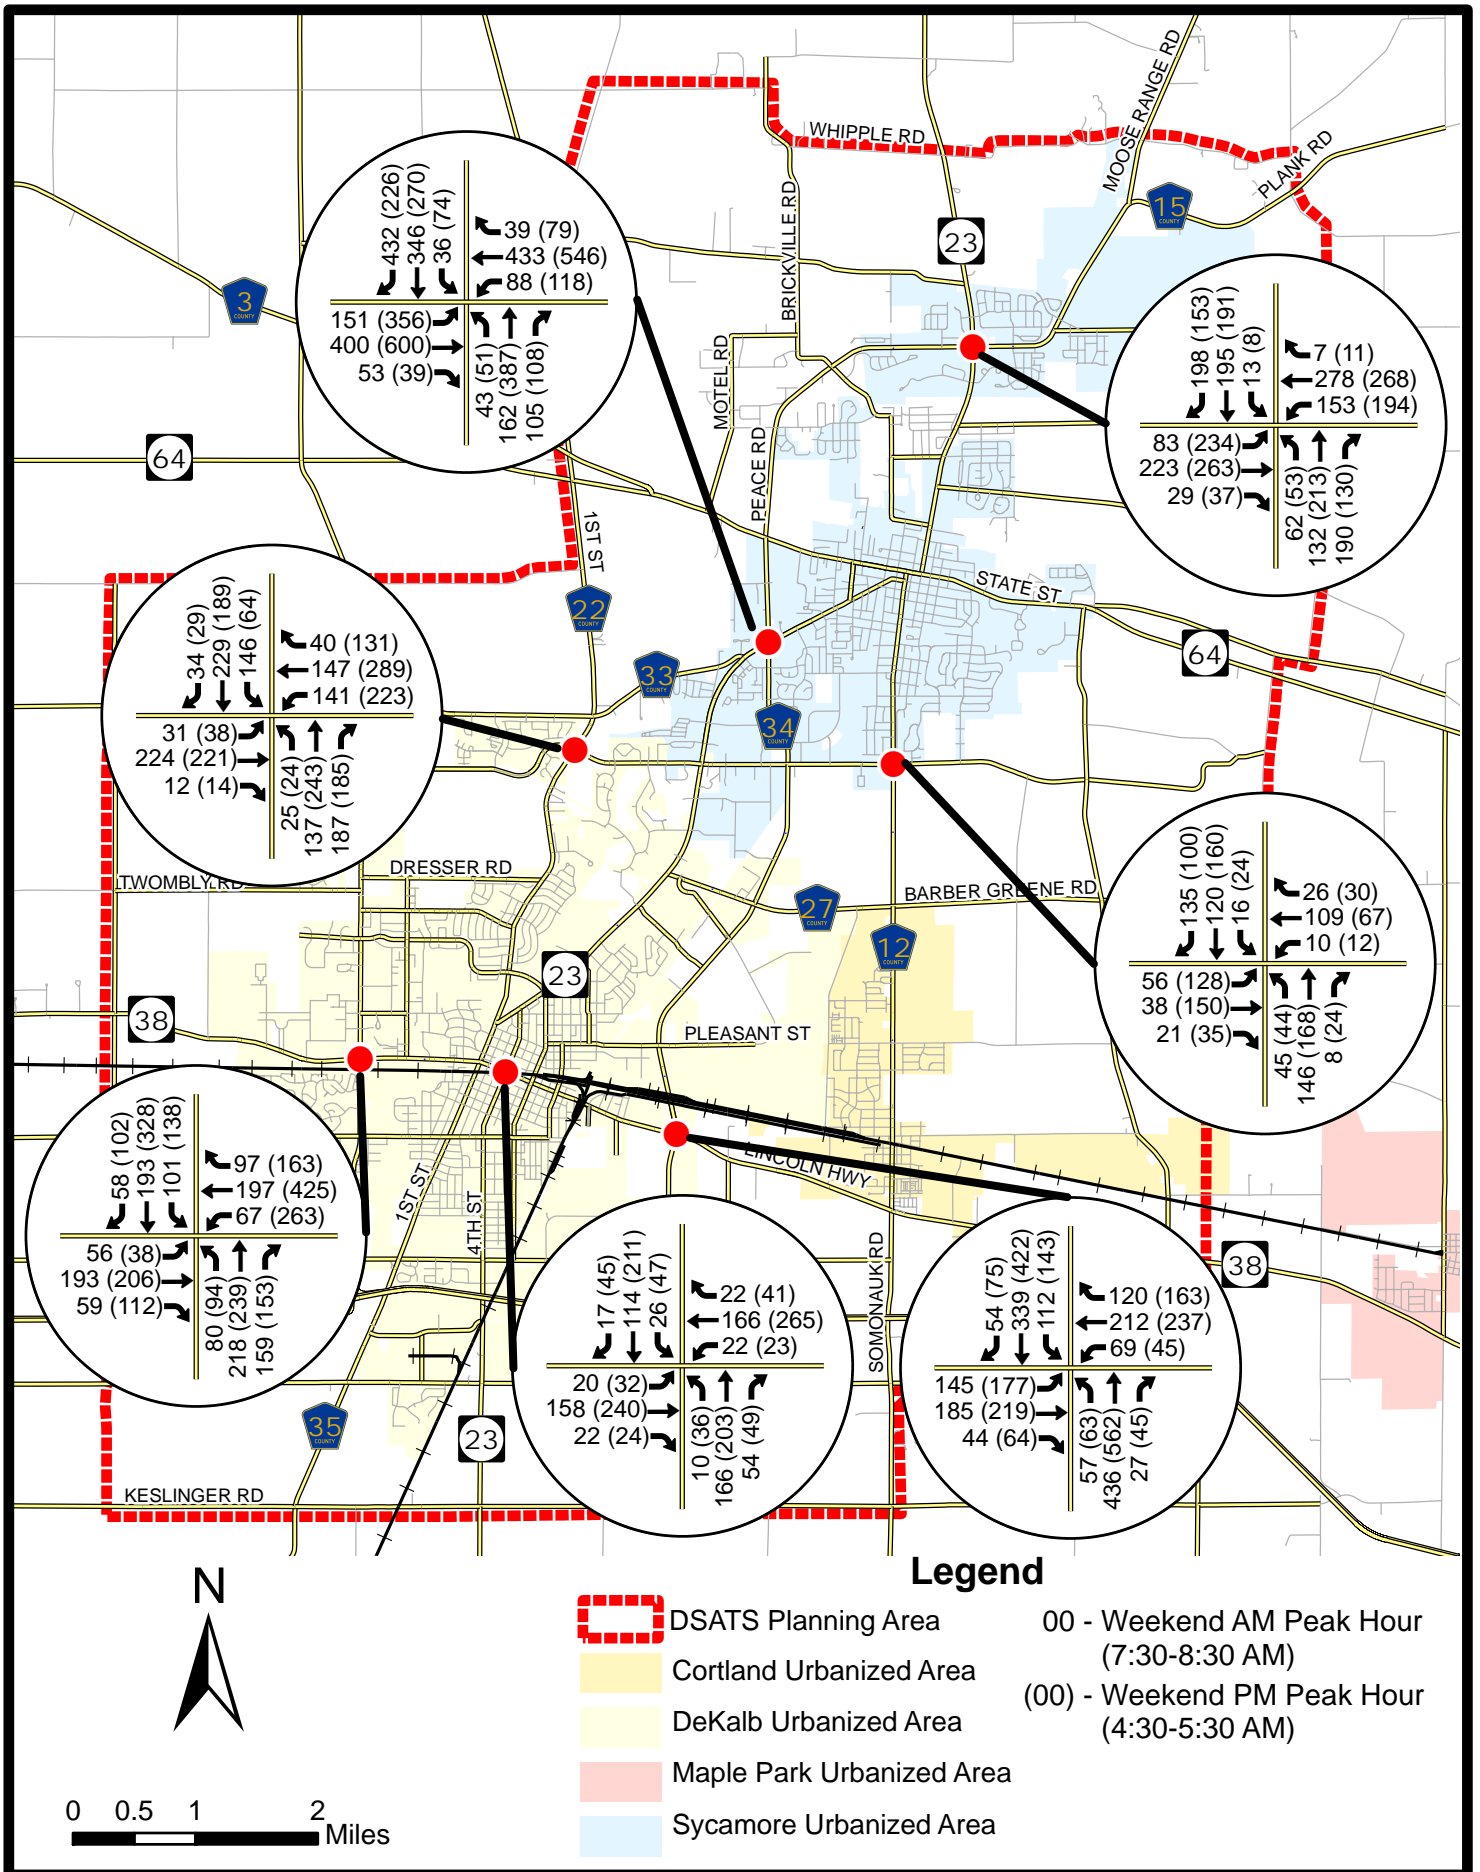 WHIPPLE RD
MOOSE RANGE RD
PLANK RD
BRICKVILLE RD
23
15
COUNTY
3
COUNTY
432 (226)
346 (270)
36 (74)
39 (79)
433 (546)
88 (118)
151 (356)
400 (600)
53 (39)
43 (51)
162 (387)
105 (108)
198 (153)
195 (191)
13 (8)
7 (11)
278 (268)
153 (194)
83 (234)
223 (263)
29 (37)
62 (53)
132 (213)
190 (130)
MOTEL RD
PEACE RD
64
1ST ST
STATE ST
22
COUNTY
33
COUNTY
34
COUNTY
64
34 (29)
229 (189)
146 (64)
40 (131)
147 (289)
141 (223)
31 (38)
224 (221)
12 (14)
25 (24)
137 (243)
187 (185)
TWOMBLY RD
DRESSER RD
BARBER GREENE RD
27
COUNTY
12
COUNTY
135 (100)
120 (160)
16 (24)
26 (30)
109 (67)
10 (12)
56 (128)
38 (150)
21 (35)
45 (44)
146 (168)
8 (24)
23
38
PLEASANT ST
58 (102)
193 (328)
101 (138)
97 (163)
197 (425)
67 (263)
56 (38)
193 (206)
59 (112)
80 (94)
218 (239)
159 (153)
1ST ST
4TH ST
LINCOLN HWY
SOMONAUK RD
38
17 (45)
114 (211)
26 (47)
22 (41)
166 (265)
22 (23)
20 (32)
158 (240)
22 (24)
10 (36)
166 (203)
54 (49)
54 (75)
339 (422)
112 (143)
120 (163)
212 (237)
69 (45)
145 (177)
185 (219)
44 (64)
57 (63)
436 (562)
27 (45)
35
COUNTY
23
KESLINGER RD
N
Legend
DSATS Planning Area
Cortland Urbanized Area
DeKalb Urbanized Area
Maple Park Urbanized Area
Sycamore Urbanized Area
00 - Weekend AM Peak Hour
(7:30-8:30 AM)
(00) - Weekend PM Peak Hour
(4:30-5:30 AM)
0 0.5 1 2
Miles